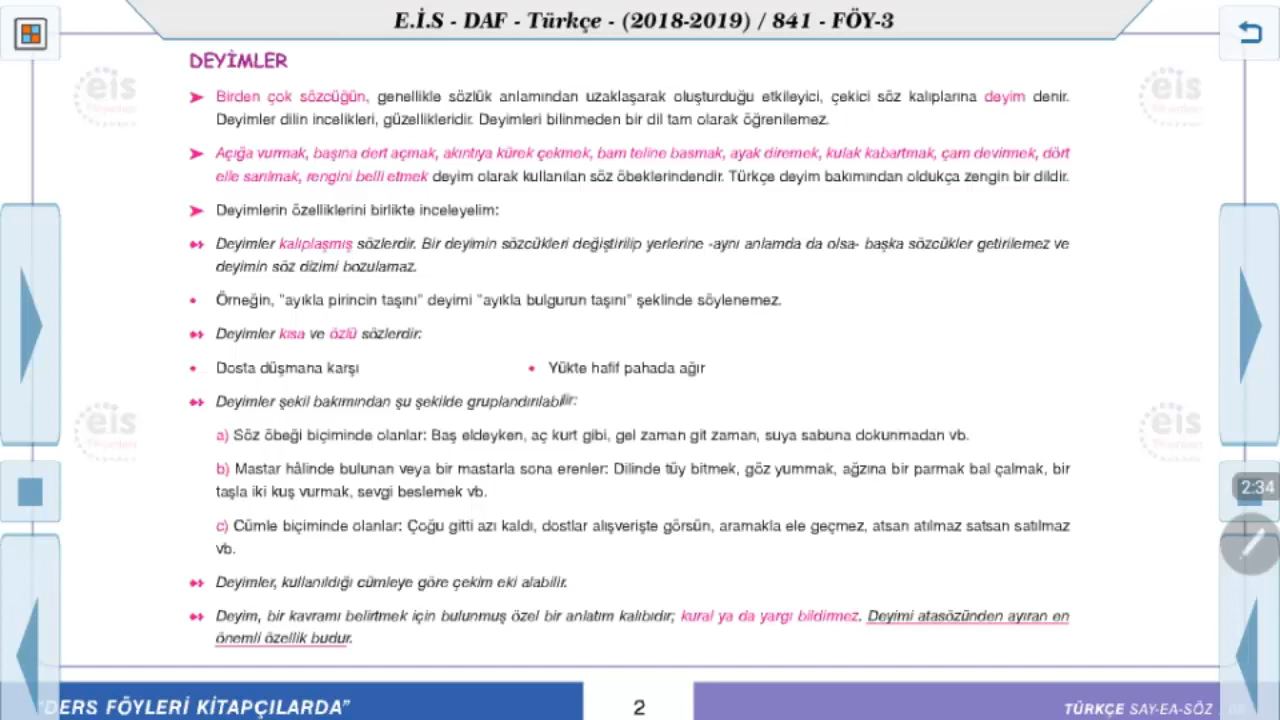 E.İ.S - DAF - Türkçe - (2018-2019) / 841 - FÖY-3
DEYİMLER
eis
eis
Birden çok sözcüğün, genellikle sözlük anlamından uzaklaşarak oluşturduğu etkileyici, çekici söz kalıplarına deyim denir.
Deyimler dilin incelikleri, güzellikleridir. Deyimleri bilinmeden bir dil tam olarak öğrenilemez.
Açığa vurmak, başına dert açmak, akıntıya kürek çekmek, bam teline basmak, ayak diremek, kulak kabartmak, çam devirmek, dört
elle sarılmak, rengini belli etmek deyim olarak kullanılan söz öbeklerindendir. Türkçe deyim bakımından oldukça zengin bir dildir.
Deyimlerin özelliklerini birlikte inceleyelim:
Deyimler kalıplaşmış sözlerdir. Bir deyimin sözcükleri değiştirilip yerlerine -aynı anlamda da olsa- başka sözcükler getirilemez ve
deyimin söz dizimi bozulamaz.
• Örneğin, "ayıkla pirincin taşını" deyimi "ayıkla bulgurun taşını" şeklinde söylenemez.
Deyimler kısa ve özlü sözlerdir:
• Dosta düşmana karşı • Yükte hafif pahada ağır
Deyimler şekil bakımından şu şekilde gruplandırılabilir:
eis
eis
a) Söz öbeği biçiminde olanlar: Baş eldeyken, aç kurt gibi, gel zaman git zaman, suya sabuna dokunmadan vb.
b) Mastar hâlinde bulunan veya bir mastarla sona erenler: Dilinde tüy bitmek, göz yummak, ağzına bir parmak bal çalmak, bir
taşla iki kuş vurmak, sevgi beslemek vb.
2:34
c) Cümle biçiminde olanlar: Çoğu gitti azı kaldı, dostlar alışverişte görsün, aramakla ele geçmez, atsan atılmaz satsan satılmaz
vb.
Deyimler, kullanıldığı cümleye göre çekim eki alabilir.
Deyim, bir kavramı belirtmek için bulunmuş özel bir anlatım kalıbıdır; kural ya da yargı bildirmez. Deyimi atasözünden ayıran en
önemli özellik budur.
"DERS FÖYLERİ KİTAPÇILARDA"
2
TÜRKÇE SAY-EA-SÖZ